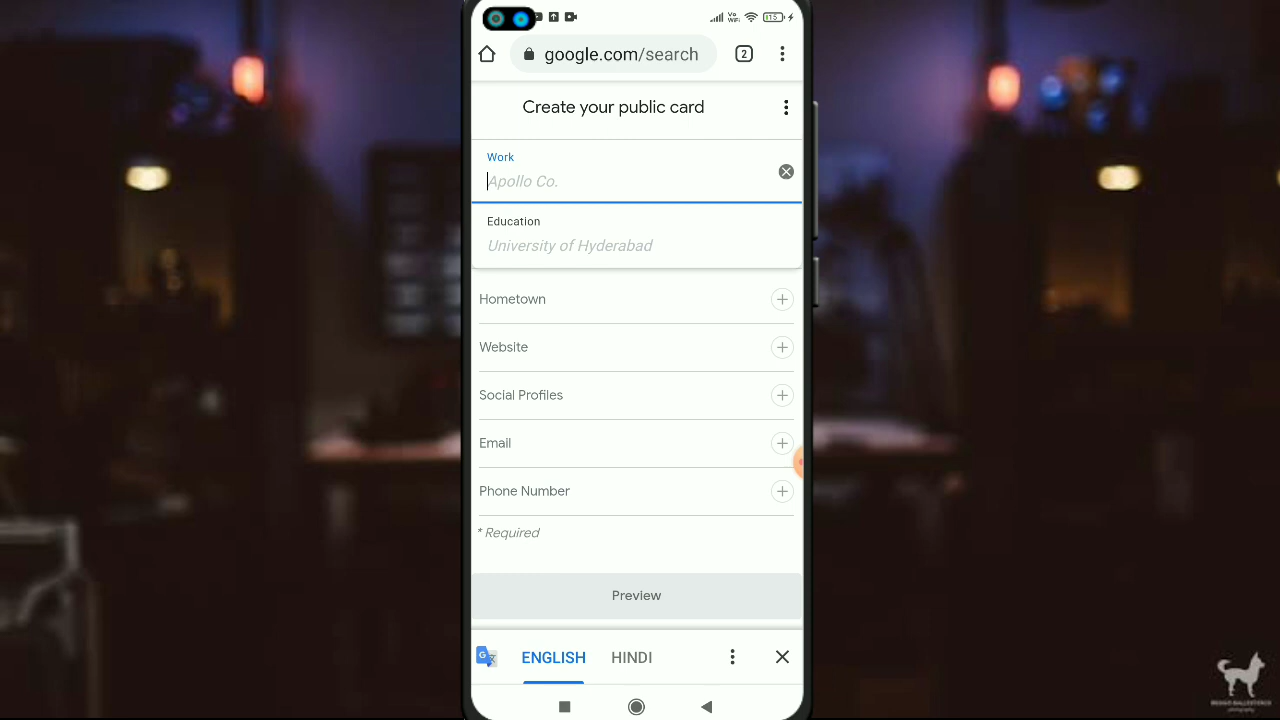 15
google.com/search
2
Create your public card
Work
Apollo Co.
Education
University of Hyderabad
Hometown
Website
Social Profiles
Email
Phone Number
* Required
Preview
ENGLISH HINDI